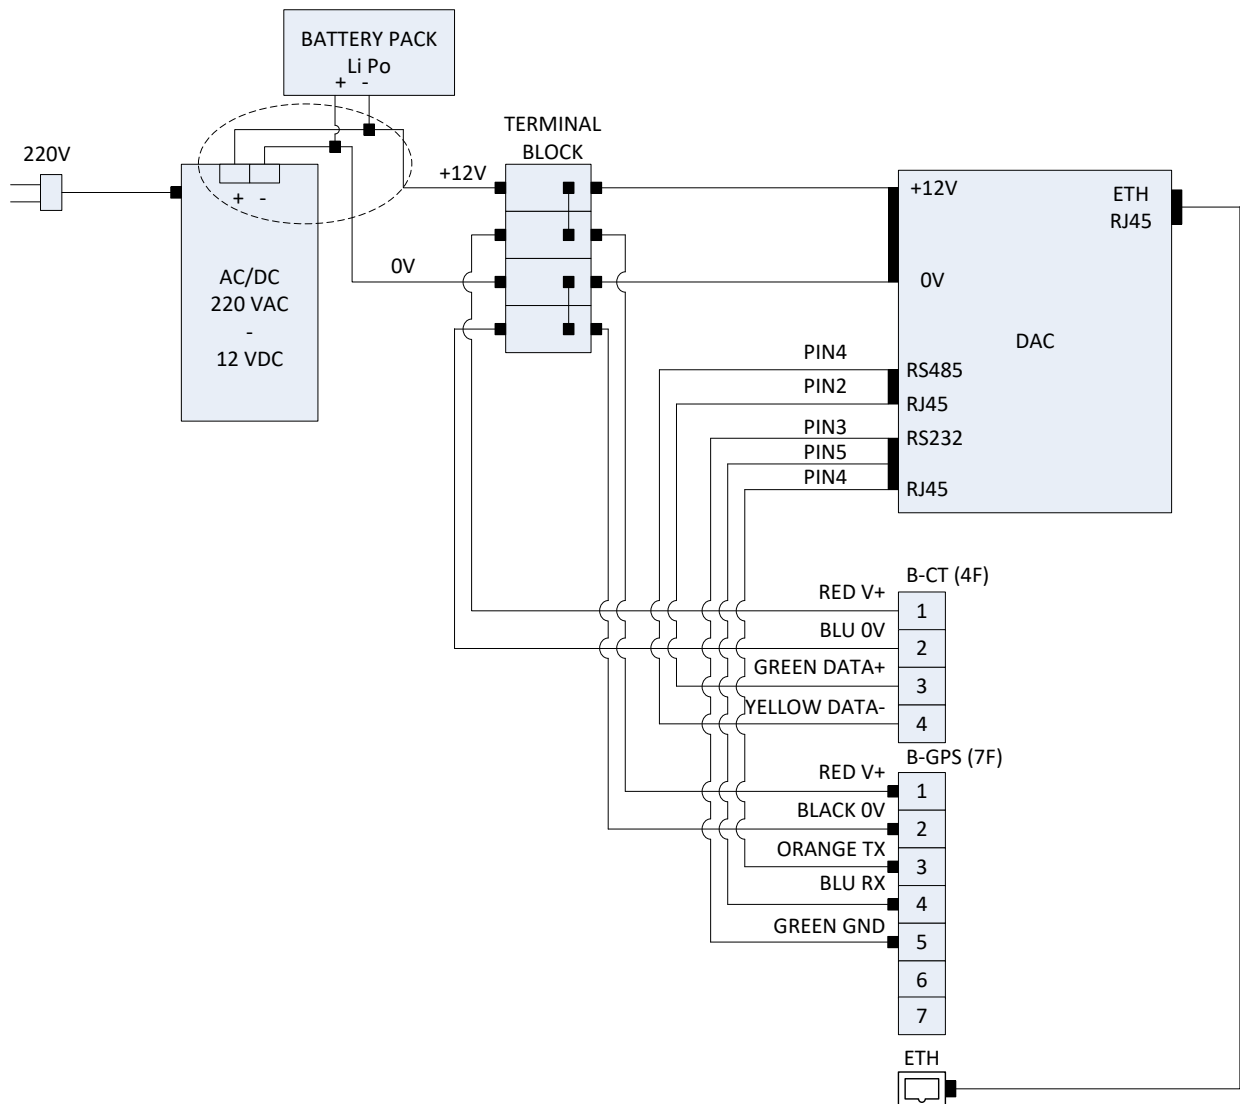 BATTERY PACK
Li Po
+ -
220V
TERMINAL
BLOCK
+12V
+ -
AC/DC
220 VAC
-
12 VDC
0V
+12V
ETH
RJ45
0V
DAC
PIN4
RS485
PIN2
RJ45
PIN3
RS232
PIN5
PIN4
RJ45
B-CT (4F)
RED V+
1
BLU 0V
2
GREEN DATA+
3
YELLOW DATA-
4
B-GPS (7F)
RED V+
1
BLACK 0V
2
ORANGE TX
3
BLU RX
4
GREEN GND
5
6
7
ETH